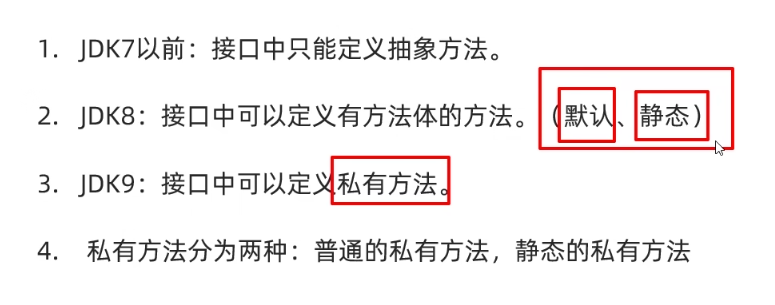 1. JDK7以前：接口中只能定义抽象方法。
2. JDK8：接口中可以定义有方法体的方法。（默认、静态）
3. JDK9：接口中可以定义私有方法。
4. 私有方法分为两种：普通的私有方法，静态的私有方法